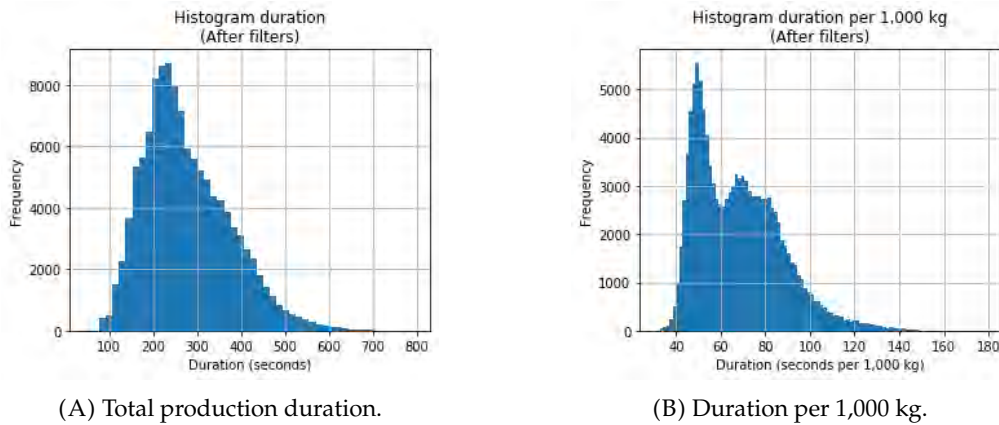 Histogram duration
(After filters)
8000
6000
4000
2000
0
Frequency
100 200 300 400 500 600 700 800
Duration (seconds)
(A) Total production duration.
Histogram duration per 1,000 kg
(After filters)
5000
4000
3000
2000
1000
0
Frequency
40 60 80 100 120 140 160 180
Duration (seconds per 1,000 kg)
(B) Duration per 1,000 kg.